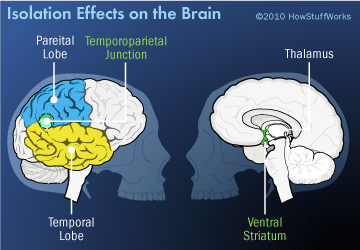 Isolation Effects on the Brain
©2010 HowStuffWorks
Pareital
Lobe
Temporoparietal
Junction
Thalamus
Temporal
Lobe
Ventral
Striatum